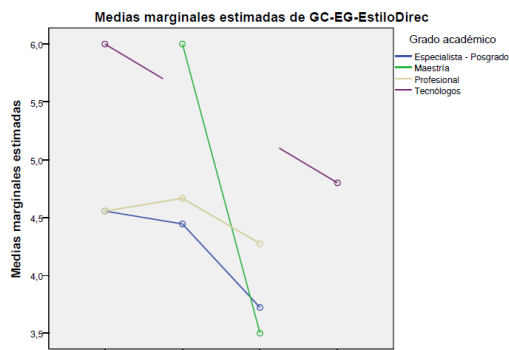 Medias marginales estimadas de GC-EG-EstiloDirec
Grado académico
Especialista - Posgrado
Maestría
Profesional
Tecnólogos
Medias marginales estimadas
6,0
5,5
5,0
4,5
4,0
3,5